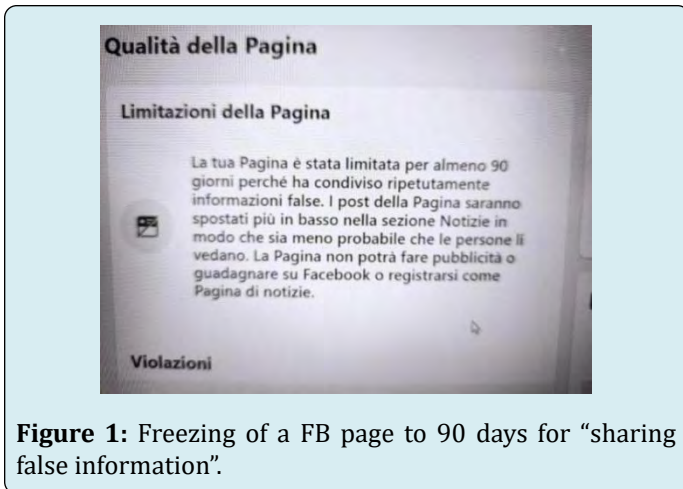 Qualità della Pagina
Limitazioni della Pagina
La tua Pagina è stata limitata per almeno 90
giorni perché ha condiviso ripetutamente
informazioni false. I post della Pagina saranno
spostati più in basso nella sezione Notizie in
modo che sia meno probabile che le persone li
vedano. La Pagina non potrà fare pubblicità o
guadagnare su Facebook o registrarsi come
Pagina di notizie.
Violazioni
Figure 1: Freezing of a FB page to 90 days for “sharing
false information”.